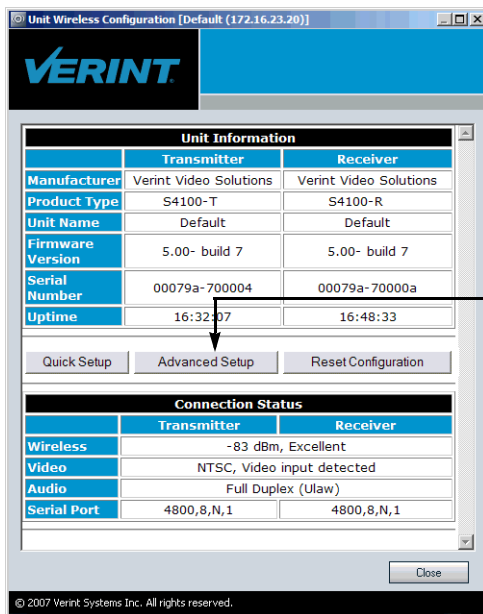 Unit Wireless Configuration [Default (172.16.23.20)]
VERINT.
Unit Information
Transmitter Receiver
Manufacturer Verint Video Solutions Verint Video Solutions
Product Type S4100-T S4100-R
Unit Name Default Default
Firmware Version 5.00- build 7 5.00- build 7
Serial Number 00079a-700004 00079a-70000a
Uptime 16:32:07 16:48:33
Quick Setup Advanced Setup Reset Configuration
Connection Status
Transmitter Receiver
Wireless -83 dBm, Excellent
Video NTSC, Video input detected
Audio Full Duplex (Ulaw)
Serial Port 4800,8,N,1 4800,8,N,1
Close
© 2007 Verint Systems Inc. All rights reserved.